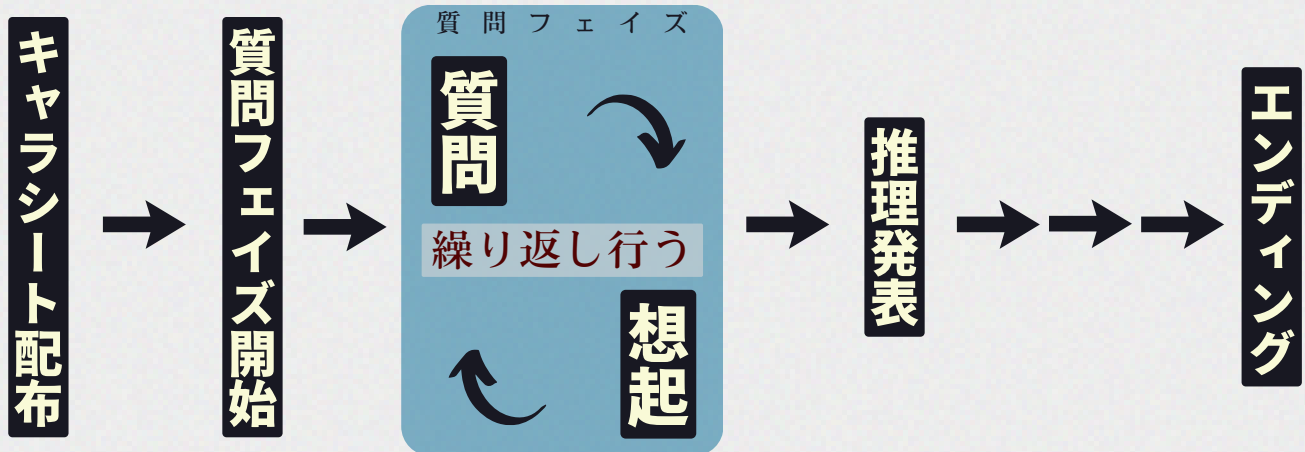 キャラシート配布
質問フェイズ開始
質問フェイズ
質問
繰り返し行う
想起
推理発表
エンディング